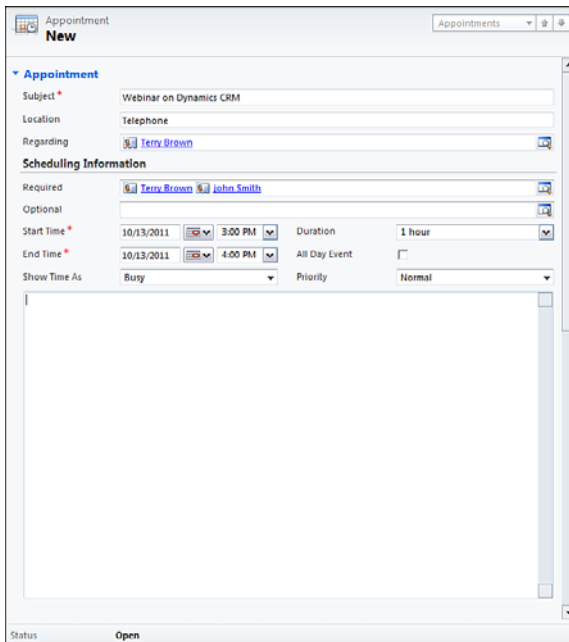 Appointment
New
Appointments
Appointment
Subject *
Webinar on Dynamics CRM
Location
Telephone
Regarding
Terry Brown
Scheduling Information
Required
Terry Brown John Smith
Optional
Start Time * 10/13/2011 3:00 PM Duration 1 hour
End Time * 10/13/2011 4:00 PM All Day Event
Show Time As Busy Priority Normal
Status Open